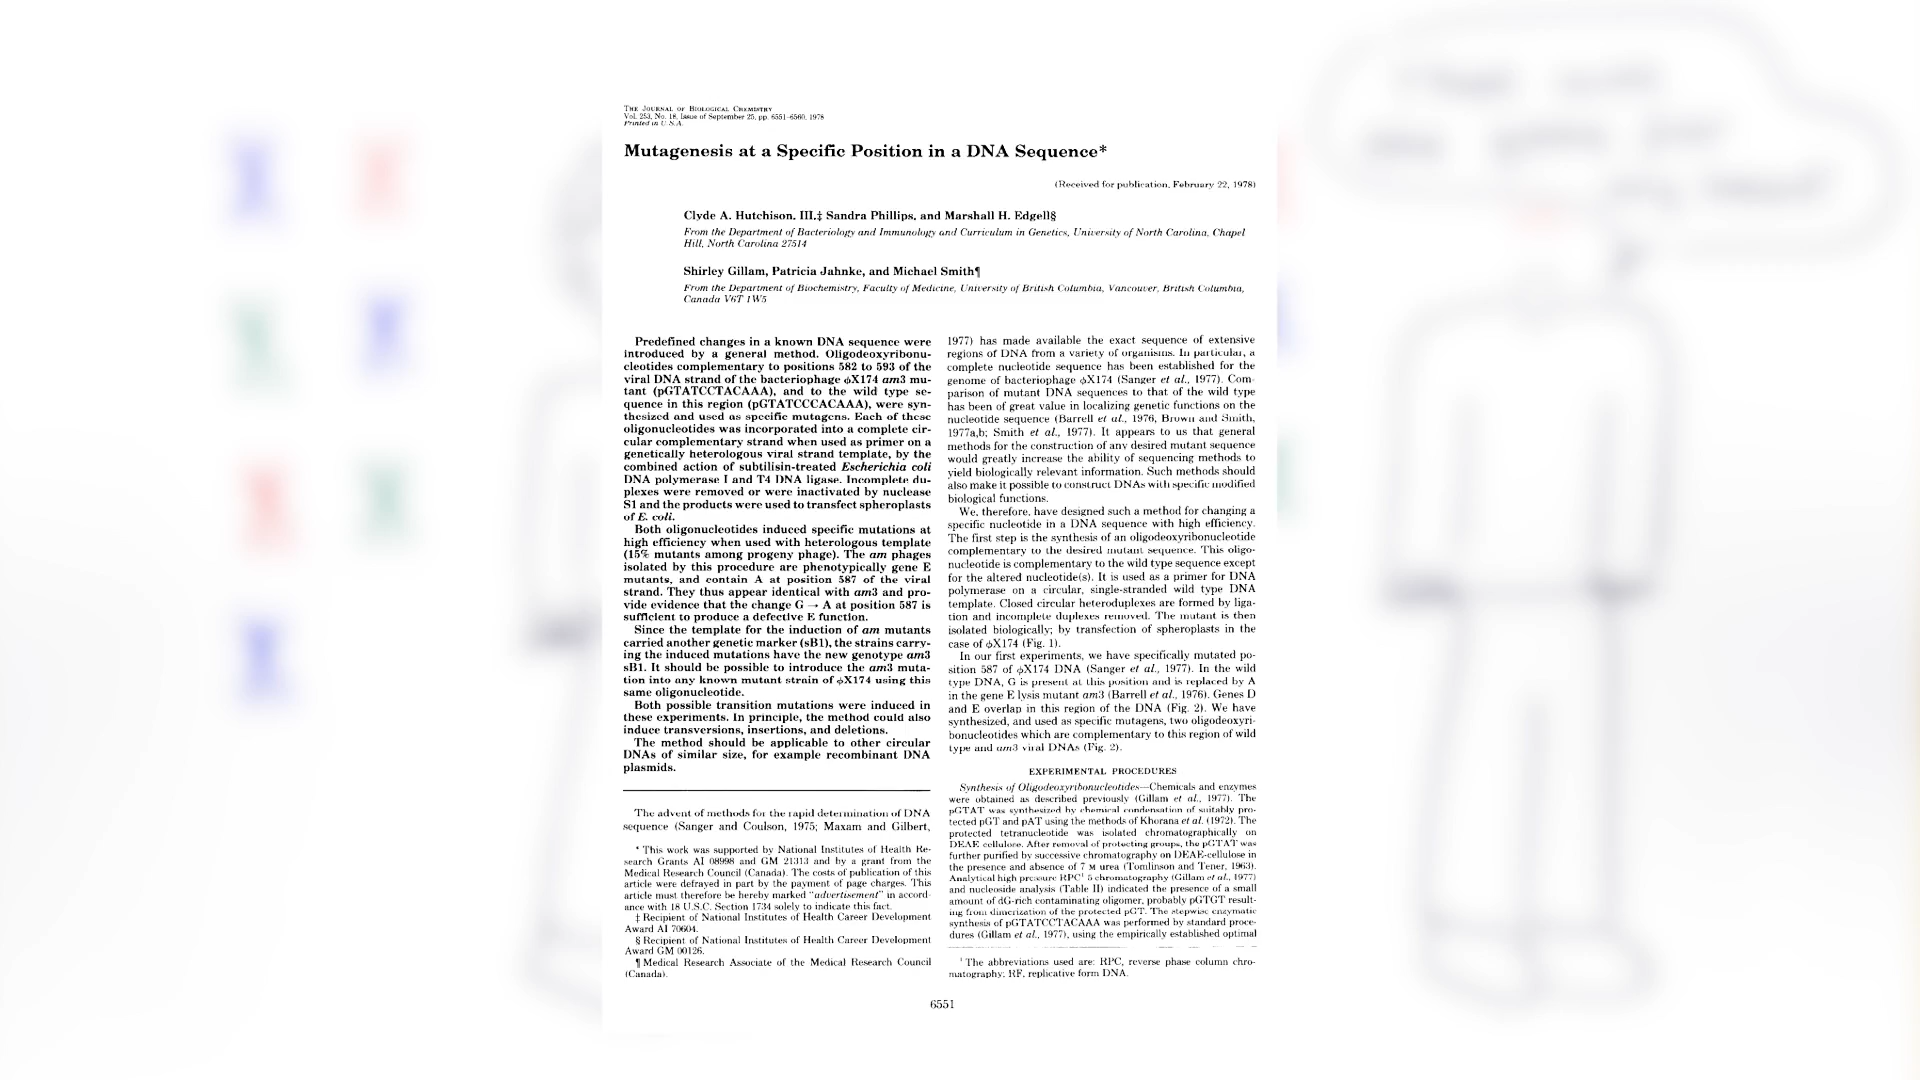 THE JOURNAL OF BIOLOGICAL CHEMISTRY
Vol. 253, No. 18, Issue of September 25, pp. 6551-6560, 1978
Printed in U.S.A.
Mutagenesis at a Specific Position in a DNA Sequence*
(Received for publication, February 22, 1978)
Clyde A. Hutchison, III,‡ Sandra Phillips, and Marshall H. Edgell§
From the Department of Bacteriology and Immunology and Curriculum in Genetics, University of North Carolina, Chapel
Hill, North Carolina 27514
Shirley Gillam, Patricia Jahnke, and Michael Smith¶
From the Department of Biochemistry, Faculty of Medicine, University of British Columbia, Vancouver, British Columbia,
Canada V6T 1W5
Predefined changes in a known DNA sequence were
introduced by a general method. Oligodeoxyribonu-
cleotides complementary to positions 582 to 593 of the
viral DNA strand of the bacteriophage φX174 am3 mu-
tant (pGTATCCTACAAA), and to the wild type se-
quence in this region (pGTATCCCACAAA), were syn-
thesized and used as specific mutagens. Each of these
oligonucleotides was incorporated into a complete cir-
cular complementary strand when used as primer on a
genetically heterologous viral strand template, by the
combined action of subtilisin-treated Escherichia coli
DNA polymerase I and T4 DNA ligase. Incomplete du-
plexes were removed or were inactivated by nuclease
S1 and the products were used to transfect spheroplasts
of E. coli.
Both oligonucleotides induced specific mutations at
high efficiency when used with heterologous template
(15% mutants among progeny phage). The am phages
isolated by this procedure are phenotypically gene E
mutants, and contain A at position 587 of the viral
strand. They thus appear identical with am3 and pro-
vide evidence that the change G → A at position 587 is
sufficient to produce a defective E function.
Since the template for the induction of am mutants
carried another genetic marker (sB1), the strains carry-
ing the induced mutations have the new genotype am3
sB1. It should be possible to introduce the am3 muta-
tion into any known mutant strain of φX174 using this
same oligonucleotide.
Both possible transition mutations were induced in
these experiments. In principle, the method could also
induce transversions, insertions, and deletions.
The method should be applicable to other circular
DNAs of similar size, for example recombinant DNA
plasmids.
The advent of methods for the rapid determination of DNA
sequence (Sanger and Coulson, 1975; Maxam and Gilbert,
* This work was supported by National Institutes of Health Re-
search Grants AI 08998 and GM 21313 and by a grant from the
Medical Research Council (Canada). The costs of publication of this
article were defrayed in part by the payment of page charges. This
article must therefore be hereby marked "advertisement" in accord-
ance with 18 U.S.C. Section 1734 solely to indicate this fact.
‡ Recipient of National Institutes of Health Career Development
Award AI 70604.
§ Recipient of National Institutes of Health Career Development
Award GM 00126.
¶ Medical Research Associate of the Medical Research Council
(Canada).
1977) has made available the exact sequence of extensive
regions of DNA from a variety of organisms. In particular, a
complete nucleotide sequence has been established for the
genome of bacteriophage φX174 (Sanger et al., 1977). Com-
parison of mutant DNA sequences to that of the wild type
has been of great value in localizing genetic functions on the
nucleotide sequence (Barrell et al., 1976, Brown and Smith,
1977a,b; Smith et al., 1977). It appears to us that general
methods for the construction of any desired mutant sequence
would greatly increase the ability of sequencing methods to
yield biologically relevant information. Such methods should
also make it possible to construct DNAs with specific modified
biological functions.
We, therefore, have designed such a method for changing a
specific nucleotide in a DNA sequence with high efficiency.
The first step is the synthesis of an oligodeoxyribonucleotide
complementary to the desired mutant sequence. This oligo-
nucleotide is complementary to the wild type sequence except
for the altered nucleotide(s). It is used as a primer for DNA
polymerase on a circular, single-stranded wild type DNA
template. Closed circular heteroduplexes are formed by liga-
tion and incomplete duplexes removed. The mutant is then
isolated biologically; by transfection of spheroplasts in the
case of φX174 (Fig. 1).
In our first experiments, we have specifically mutated po-
sition 587 of φX174 DNA (Sanger et al., 1977). In the wild
type DNA, G is present at this position and is replaced by A
in the gene E lysis mutant am3 (Barrell et al., 1976). Genes D
and E overlap in this region of the DNA (Fig. 2). We have
synthesized, and used as specific mutagens, two oligodeoxyri-
bonucleotides which are complementary to this region of wild
type and am3 viral DNAs (Fig. 2).
EXPERIMENTAL PROCEDURES
Synthesis of Oligodeoxyribonucleotides—Chemicals and enzymes
were obtained as described previously (Gillam et al., 1977). The
pGTAT was synthesized by chemical condensation of suitably pro-
tected pGT and pAT using the methods of Khorana et al. (1972). The
protected tetranucleotide was isolated chromatographically on
DEAE cellulose. After removal of protecting groups, the pGTAT was
further purified by successive chromatography on DEAE-cellulose in
the presence and absence of 7 M urea (Tomlinson and Tener, 1963).
Analytical high pressure RPC¹ 5 chromatography (Gillam et al., 1977)
and nucleoside analysis (Table II) indicated the presence of a small
amount of dG-rich contaminating oligomer, probably pGTGT result-
ing from dimerization of the protected pGT. The stepwise enzymatic
synthesis of pGTATCCTACAAA was performed by standard proce-
dures (Gillam et al., 1977), using the empirically established optimal
¹ The abbreviations used are: RPC, reverse phase column chro-
matography; RF, replicative form DNA.
6551